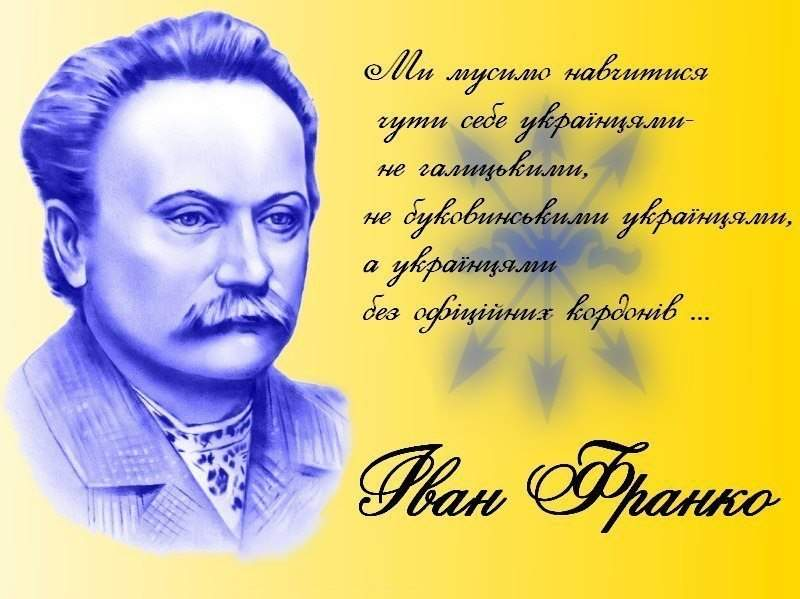 Ми мусимо навчитися
чути себе українцями-
не галицькими,
не буковинськими українцями,
а українцями
без офіційних кордонів ...
Іван Франко